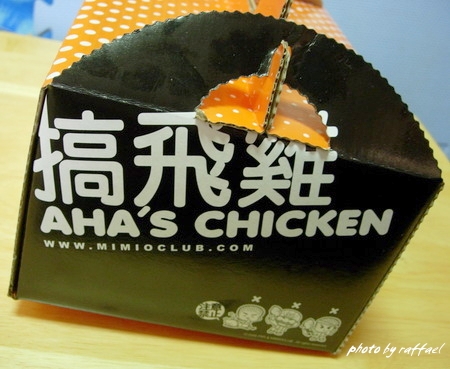 搞飛雞
AHA'S CHICKEN
WWW.MIMIOCLUB.COM
photo by raffael